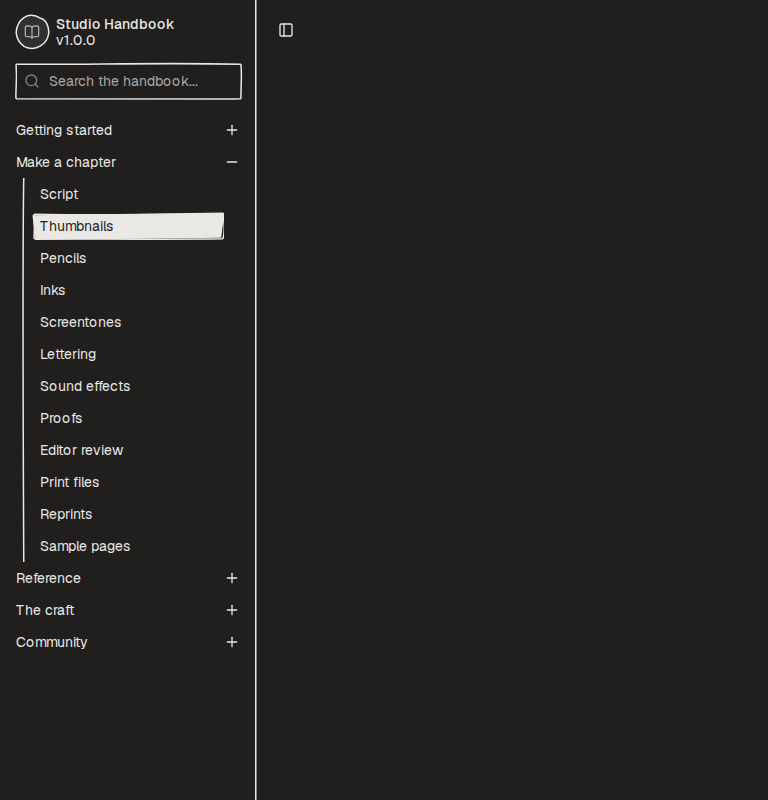 Studio Handbook
v1.0.0
Search the handbook...
Getting started
Make a chapter
Script
Thumbnails
Pencils
Inks
Screentones
Lettering
Sound effects
Proofs
Editor review
Print files
Reprints
Sample pages
Reference
The craft
Community